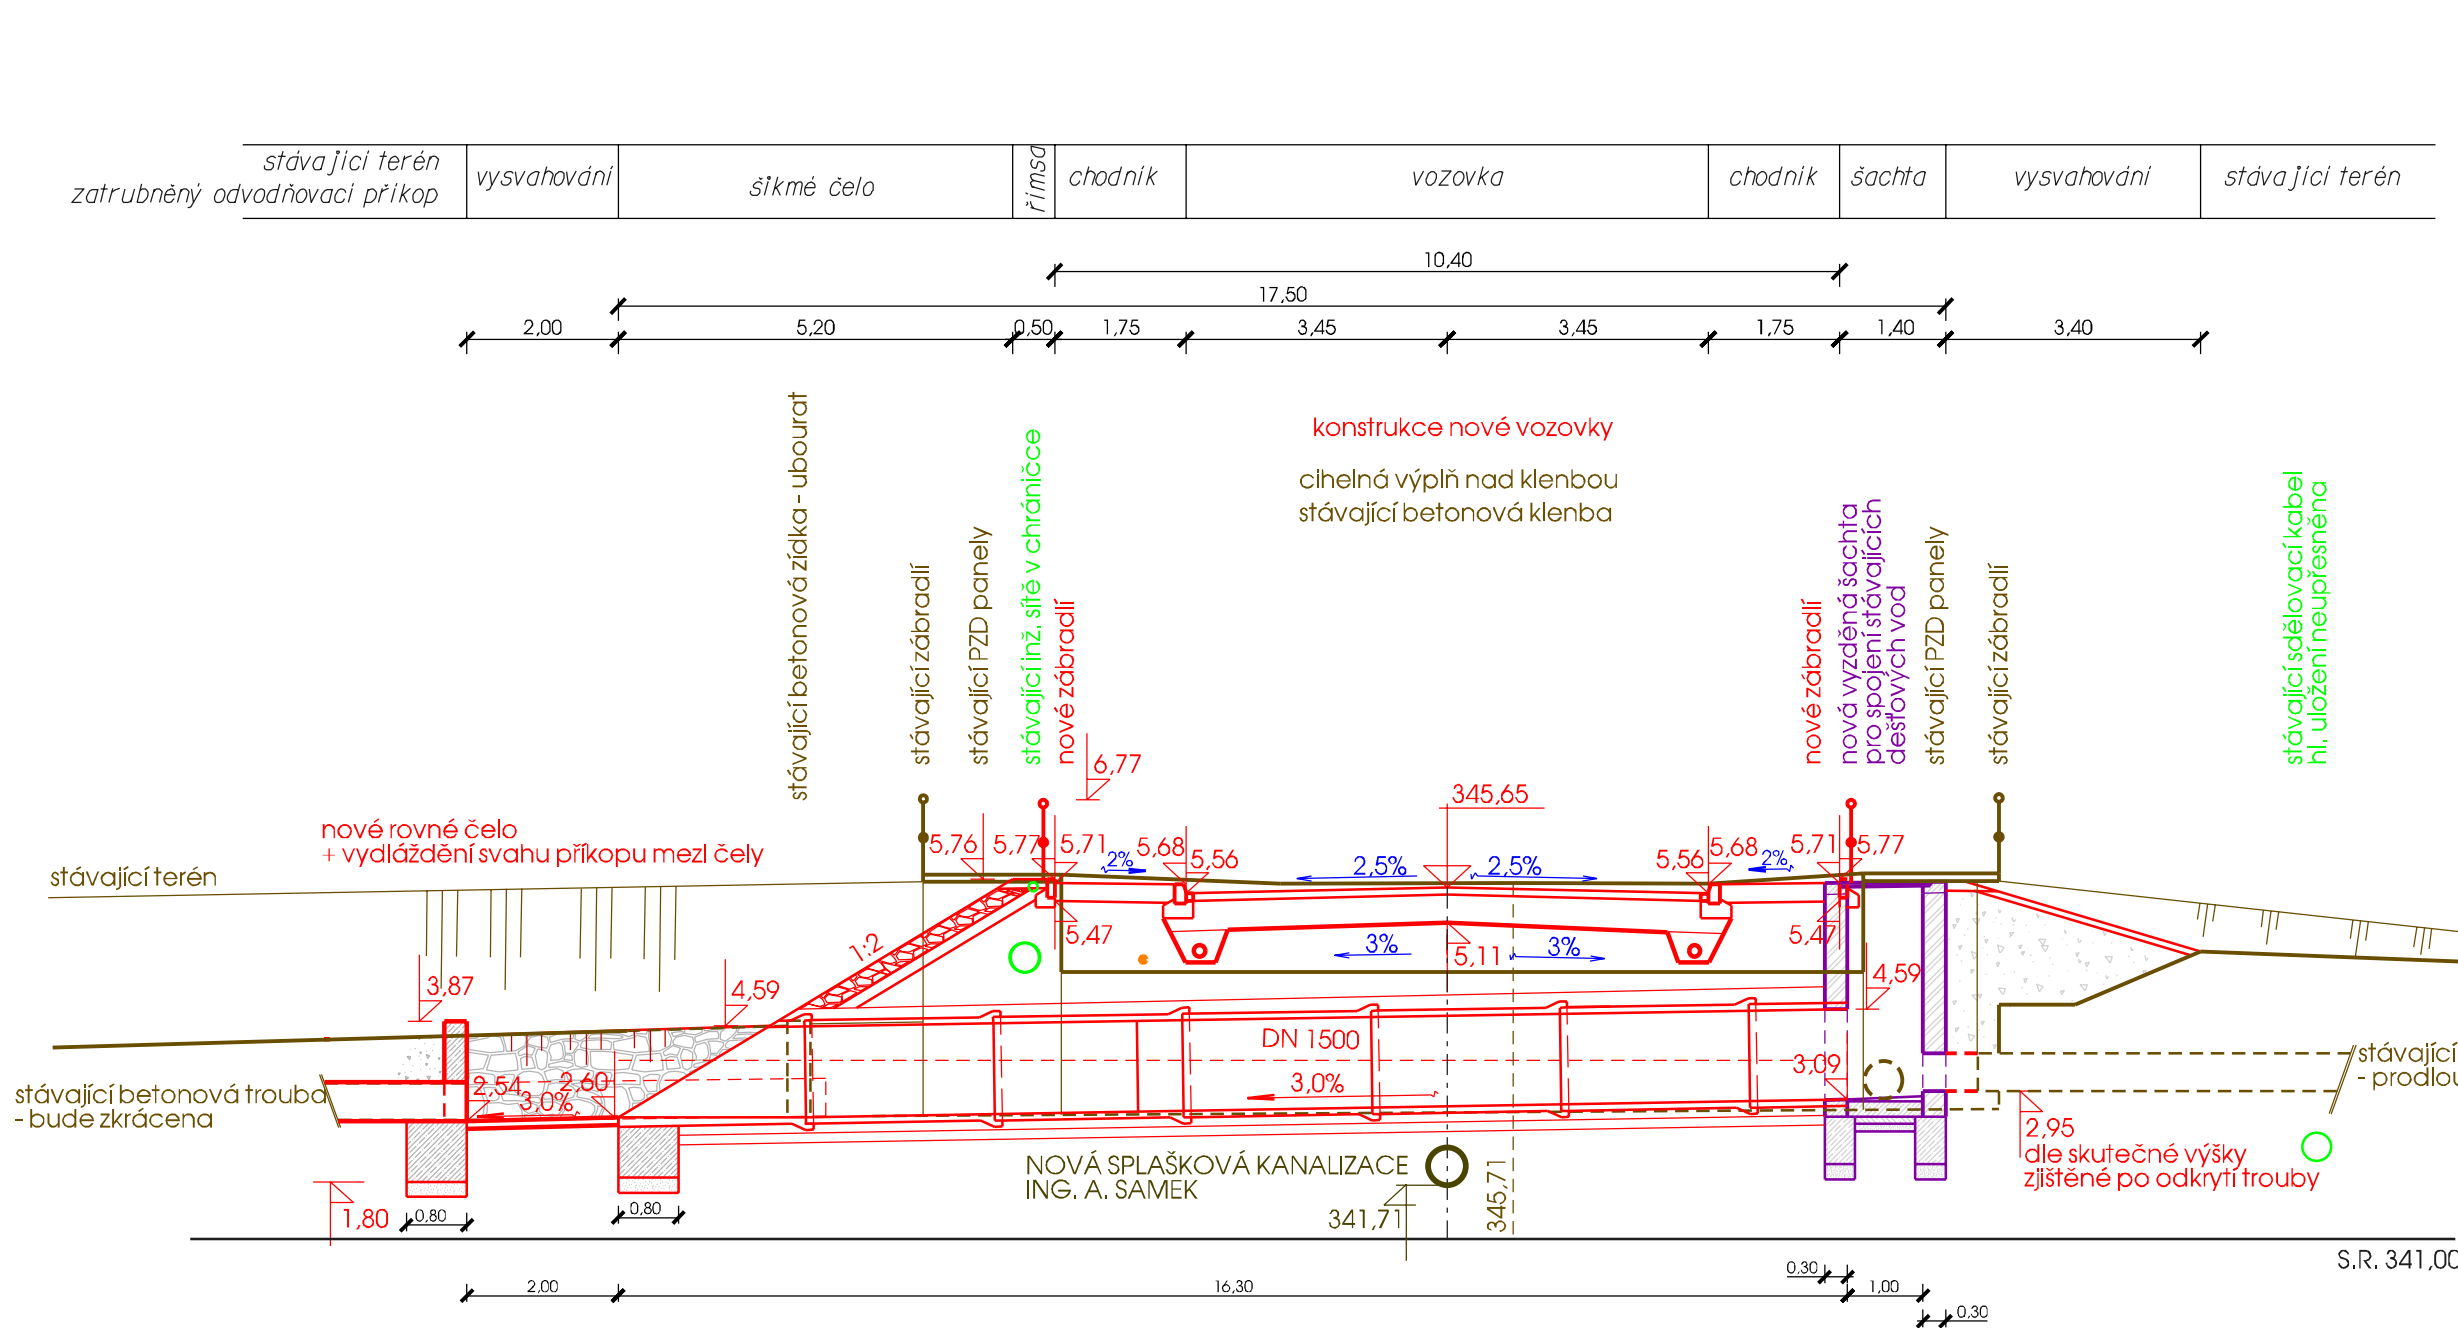 stávající terén
zatrubněný odvodňovací příkop
vysvahování
šikmé čelo
římsa
chodník
vozovka
chodník
šachta
vysvahování
stávající terén
10,40
17,50
2,00
5,20
0,50
1,75
3,45
3,45
1,75
1,40
3,40
stávající betonová zídka - ubourat
stávající zábradlí
stávající PZD panely
stávající inž. sítě v chráničce
nové zábradlí
konstrukce nové vozovky
cihelná výplň nad klenbou
stávající betonová klenba
nové zábradlí
nová vyzděná šachta
pro spojení stávajících
dešťových vod
stávající PZD panely
stávající zábradlí
stávající sdělovací kabel
hl. uložení neupřesněna
6,77
345,65
nové rovné čelo
+ vydláždění svahu příkopu mezi čely
5,76
5,77
5,71
5,68
5,56
2%
2,5%
2,5%
5,56
5,68
2%
5,71
5,77
stávající terén
1:2
5,47
3%
5,11
3%
5,47
3,87
4,59
4,59
DN 1500
3,0%
3,09
2,54
2,60
3,0%
stávající betonová trouba
- bude zkrácena
stávající
- prodlou
2,95
dle skutečné výšky
zjištěné po odkrytí trouby
NOVÁ SPLAŠKOVÁ KANALIZACE
ING. A. SAMEK
341,71
345,71
1,80
0,80
0,80
S.R. 341,00
2,00
16,30
0,30
1,00
0,30